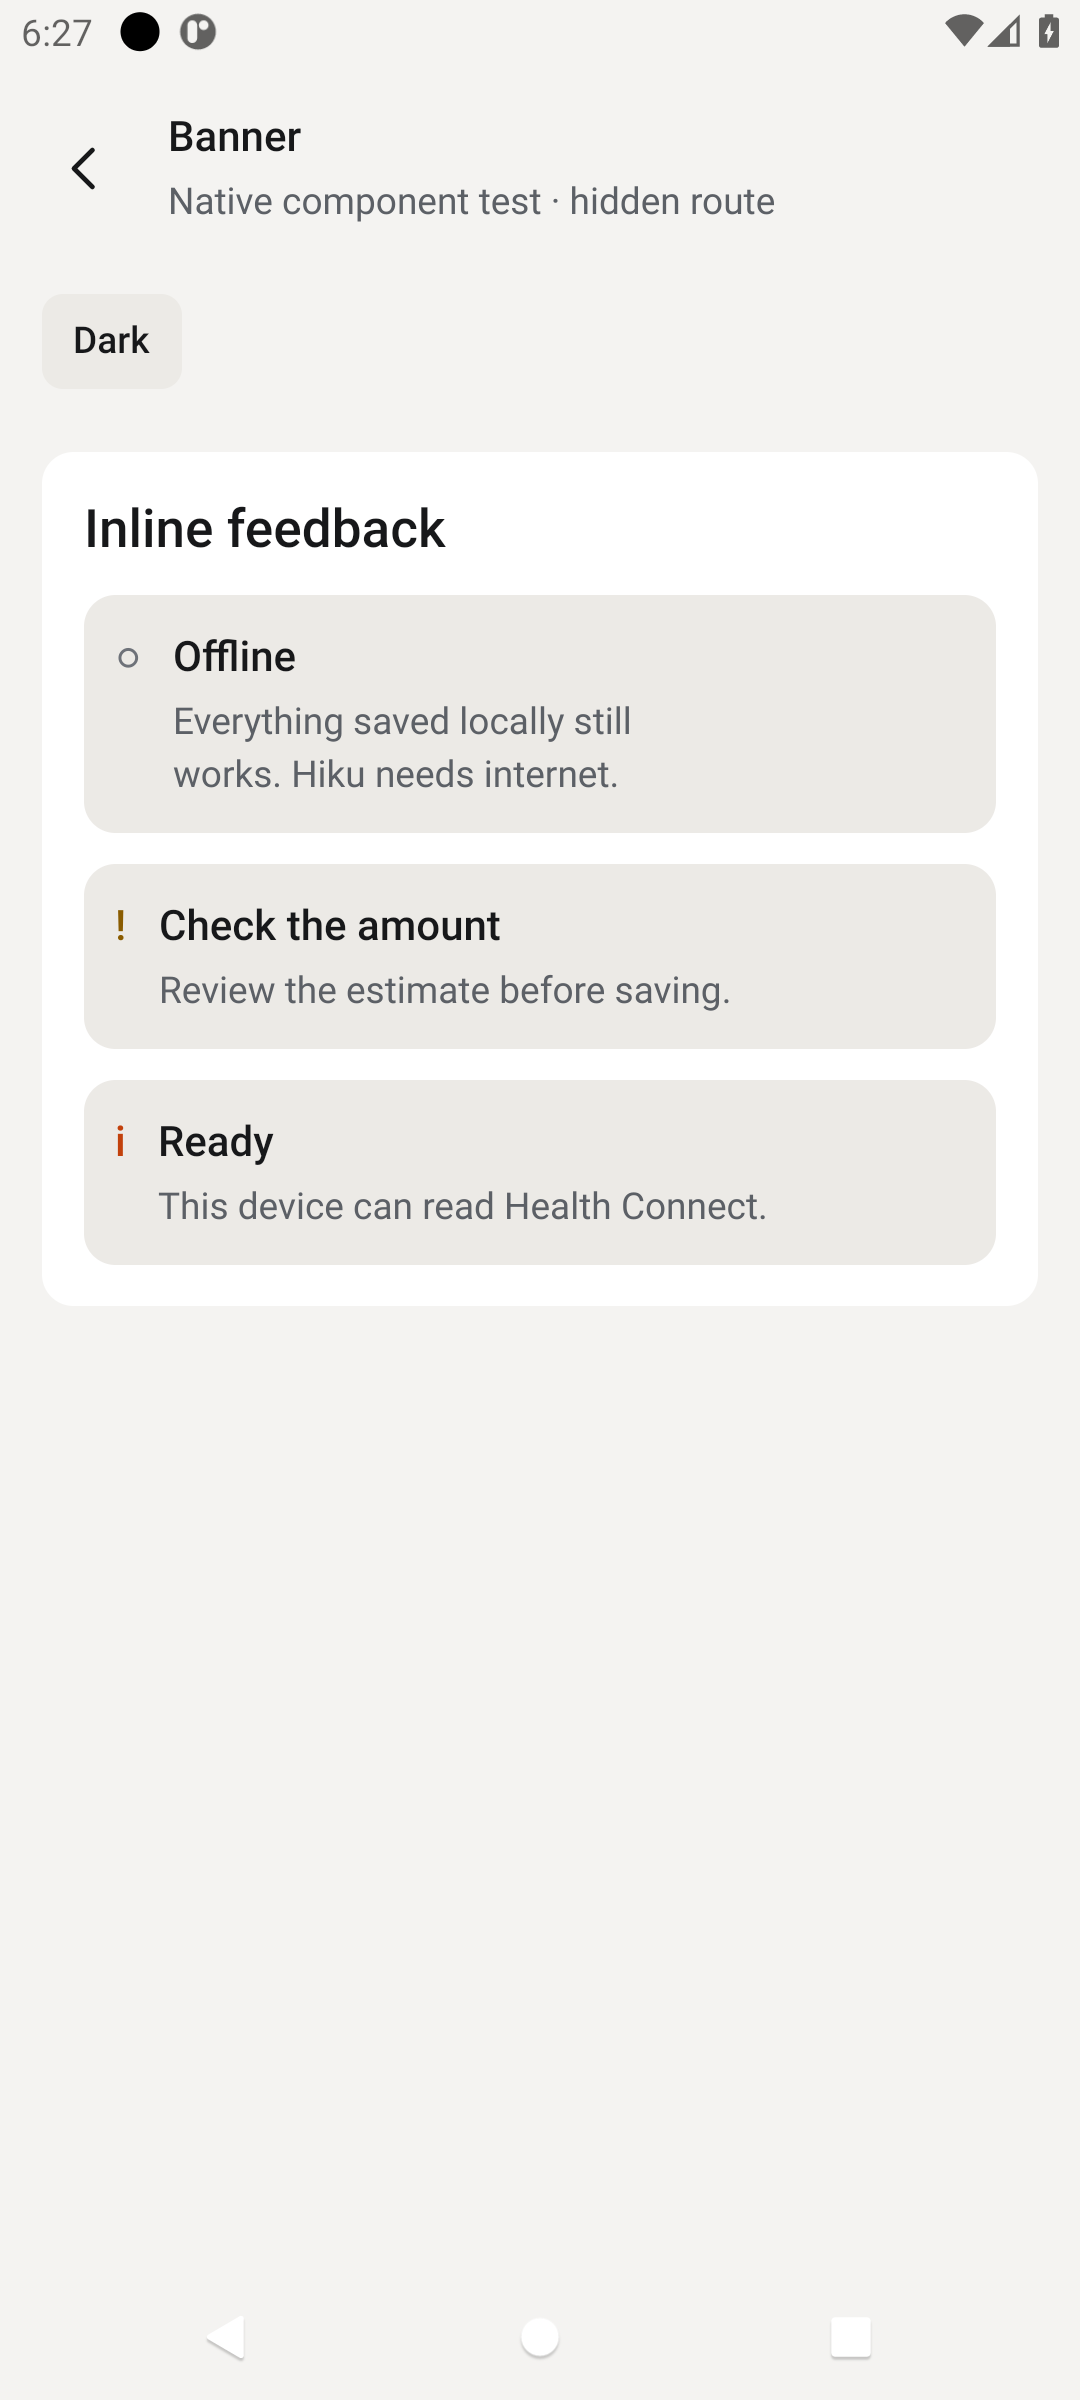 6:27
Banner
Native component test · hidden route
Dark
Inline feedback
Offline
Everything saved locally still
works. Hiku needs internet.
! Check the amount
Review the estimate before saving.
i Ready
This device can read Health Connect.